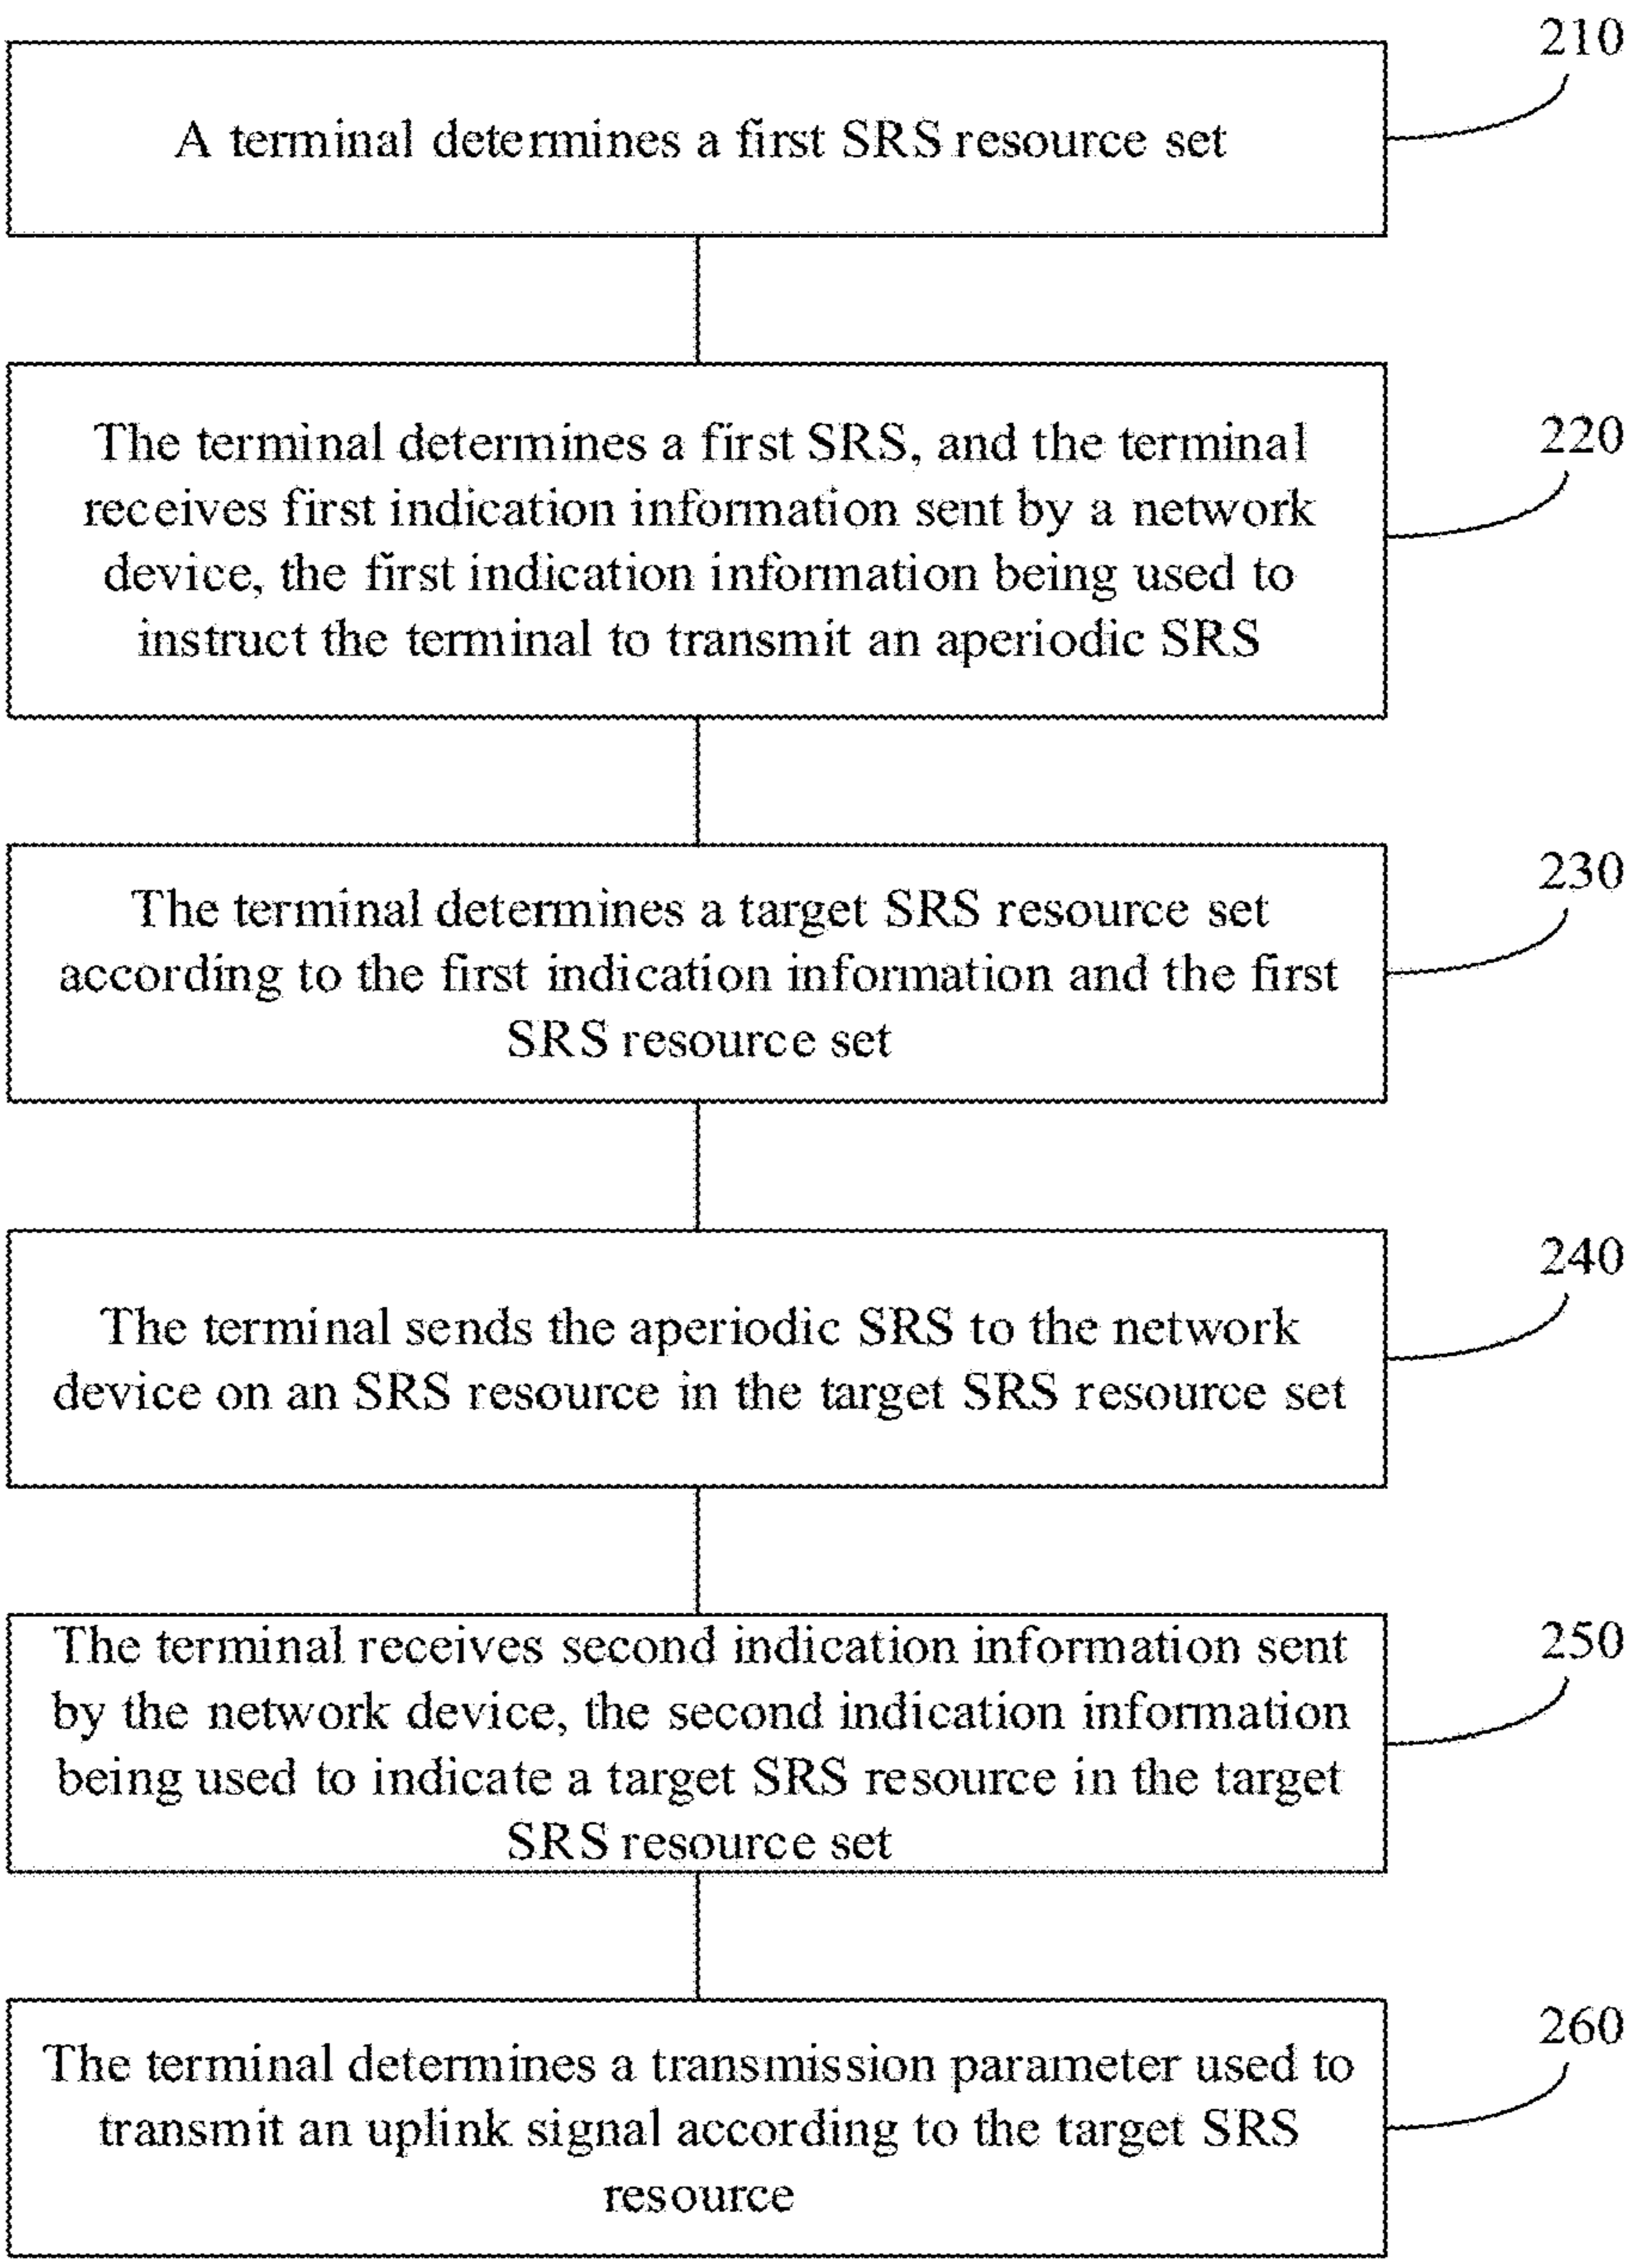 210
A terminal determines a first SRS resource set
220
The terminal determines a first SRS, and the terminal
receives first indication information sent by a network
device, the first indication information being used to
instruct the terminal to transmit an aperiodic SRS
230
The terminal determines a target SRS resource set
according to the first indication information and the first
SRS resource set
240
The terminal sends the aperiodic SRS to the network
device on an SRS resource in the target SRS resource set
250
The terminal receives second indication information sent
by the network device, the second indication information
being used to indicate a target SRS resource in the target
SRS resource set
260
The terminal determines a transmission parameter used to
transmit an uplink signal according to the target SRS
resource